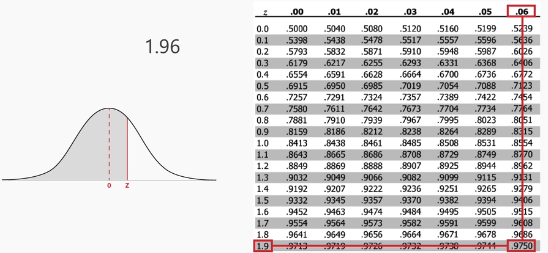 1.96
0 z
z .00 .01 .02 .03 .04 .05 .06
0.0 .5000 .5040 .5080 .5120 .5160 .5199 .5239
0.1 .5398 .5438 .5478 .5517 .5557 .5596 .5636
0.2 .5793 .5832 .5871 .5910 .5948 .5987 .6026
0.3 .6179 .6217 .6255 .6293 .6331 .6368 .6406
0.4 .6554 .6591 .6628 .6664 .6700 .6736 .6772
0.5 .6915 .6950 .6985 .7019 .7054 .7088 .7123
0.6 .7257 .7291 .7324 .7357 .7389 .7422 .7454
0.7 .7580 .7611 .7642 .7673 .7704 .7734 .7764
0.8 .7881 .7910 .7939 .7967 .7995 .8023 .8051
0.9 .8159 .8186 .8212 .8238 .8264 .8289 .8315
1.0 .8413 .8438 .8461 .8485 .8508 .8531 .8554
1.1 .8643 .8665 .8686 .8708 .8729 .8749 .8770
1.2 .8849 .8869 .8888 .8907 .8925 .8944 .8962
1.3 .9032 .9049 .9066 .9082 .9099 .9115 .9131
1.4 .9192 .9207 .9222 .9236 .9251 .9265 .9279
1.5 .9332 .9345 .9357 .9370 .9382 .9394 .9406
1.6 .9452 .9463 .9474 .9484 .9495 .9505 .9515
1.7 .9554 .9564 .9573 .9582 .9591 .9599 .9608
1.8 .9641 .9649 .9656 .9664 .9671 .9678 .9686
1.9 .9713 .9719 .9726 .9732 .9738 .9744 .9750